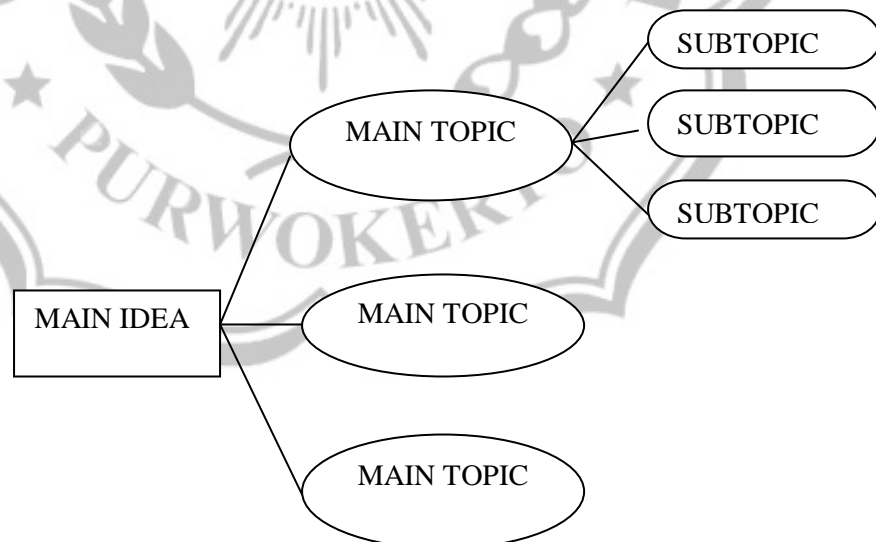 SUBTOPIC
MAIN TOPIC
SUBTOPIC
SUBTOPIC
PURWOKERTO
MAIN IDEA
MAIN TOPIC
MAIN TOPIC